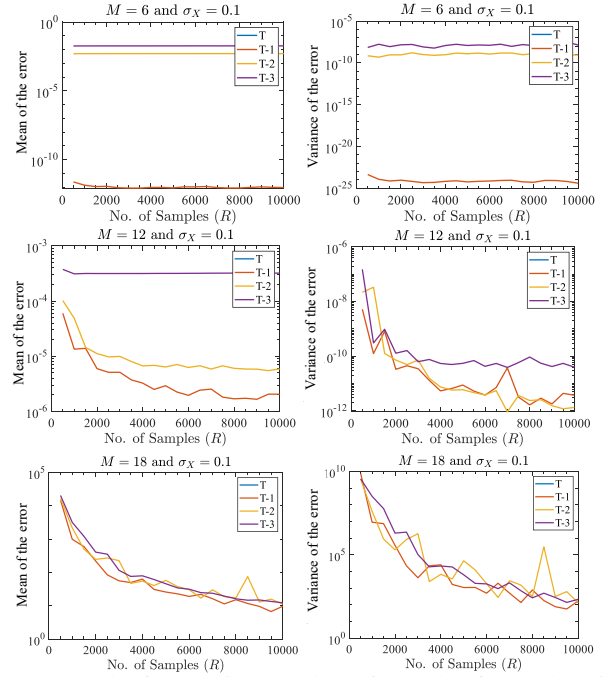 M = 6 and σ_X = 0.1
Mean of the error
10^0
10^-5
10^-10
0 2000 4000 6000 8000 10000
No. of Samples (R)
T
T-1
T-2
T-3
M = 6 and σ_X = 0.1
Variance of the error
10^-5
10^-10
10^-15
10^-20
10^-25
0 2000 4000 6000 8000 10000
No. of Samples (R)
T
T-1
T-2
T-3
M = 12 and σ_X = 0.1
Mean of the error
10^-3
10^-4
10^-5
10^-6
0 2000 4000 6000 8000 10000
No. of Samples (R)
T
T-1
T-2
T-3
M = 12 and σ_X = 0.1
Variance of the error
10^-6
10^-8
10^-10
10^-12
0 2000 4000 6000 8000 10000
No. of Samples (R)
T
T-1
T-2
T-3
M = 18 and σ_X = 0.1
Mean of the error
10^5
10^0
0 2000 4000 6000 8000 10000
No. of Samples (R)
T
T-1
T-2
T-3
M = 18 and σ_X = 0.1
Variance of the error
10^10
10^5
10^0
0 2000 4000 6000 8000 10000
No. of Samples (R)
T
T-1
T-2
T-3